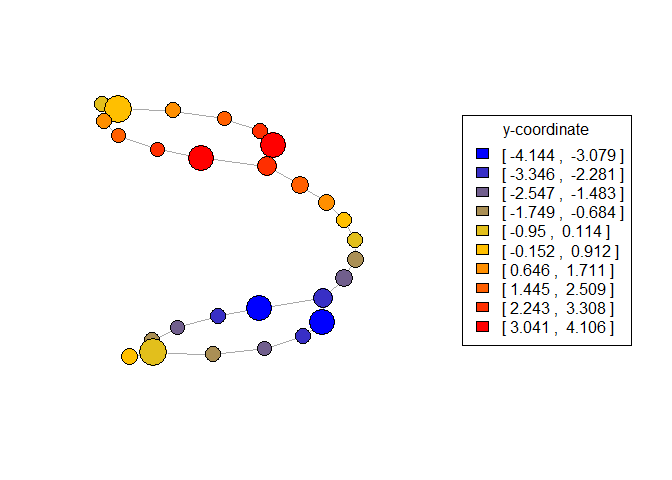 y-coordinate
[ -4.144 , -3.079 ]
[ -3.346 , -2.281 ]
[ -2.547 , -1.483 ]
[ -1.749 , -0.684 ]
[ -0.95 , 0.114 ]
[ -0.152 , 0.912 ]
[ 0.646 , 1.711 ]
[ 1.445 , 2.509 ]
[ 2.243 , 3.308 ]
[ 3.041 , 4.106 ]